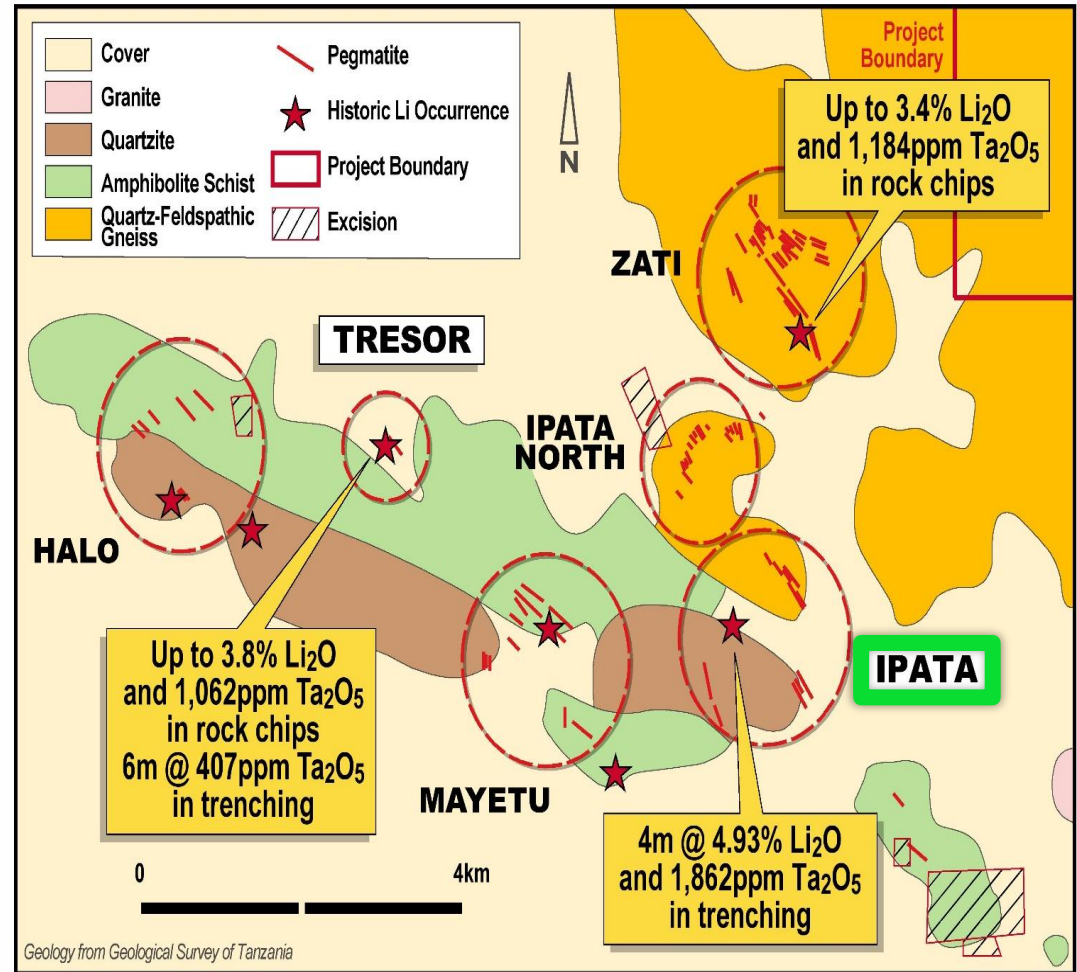 Cover
Granite
Quartzite
Amphibolite Schist
Quartz-Feldspathic
Gneiss
Pegmatite
Historic Li Occurrence
Project Boundary
Excision
N
Project
Boundary
Up to 3.4% Li₂O
and 1,184ppm Ta₂O₅
in rock chips
ZATI
TRESOR
IPATA
NORTH
HALO
IPATA
Up to 3.8% Li₂O
and 1,062ppm Ta₂O₅
in rock chips
6m @ 407ppm Ta₂O₅
in trenching
MAYETU
4m @ 4.93% Li₂O
and 1,862ppm Ta₂O₅
in trenching
0 4km
Geology from Geological Survey of Tanzania